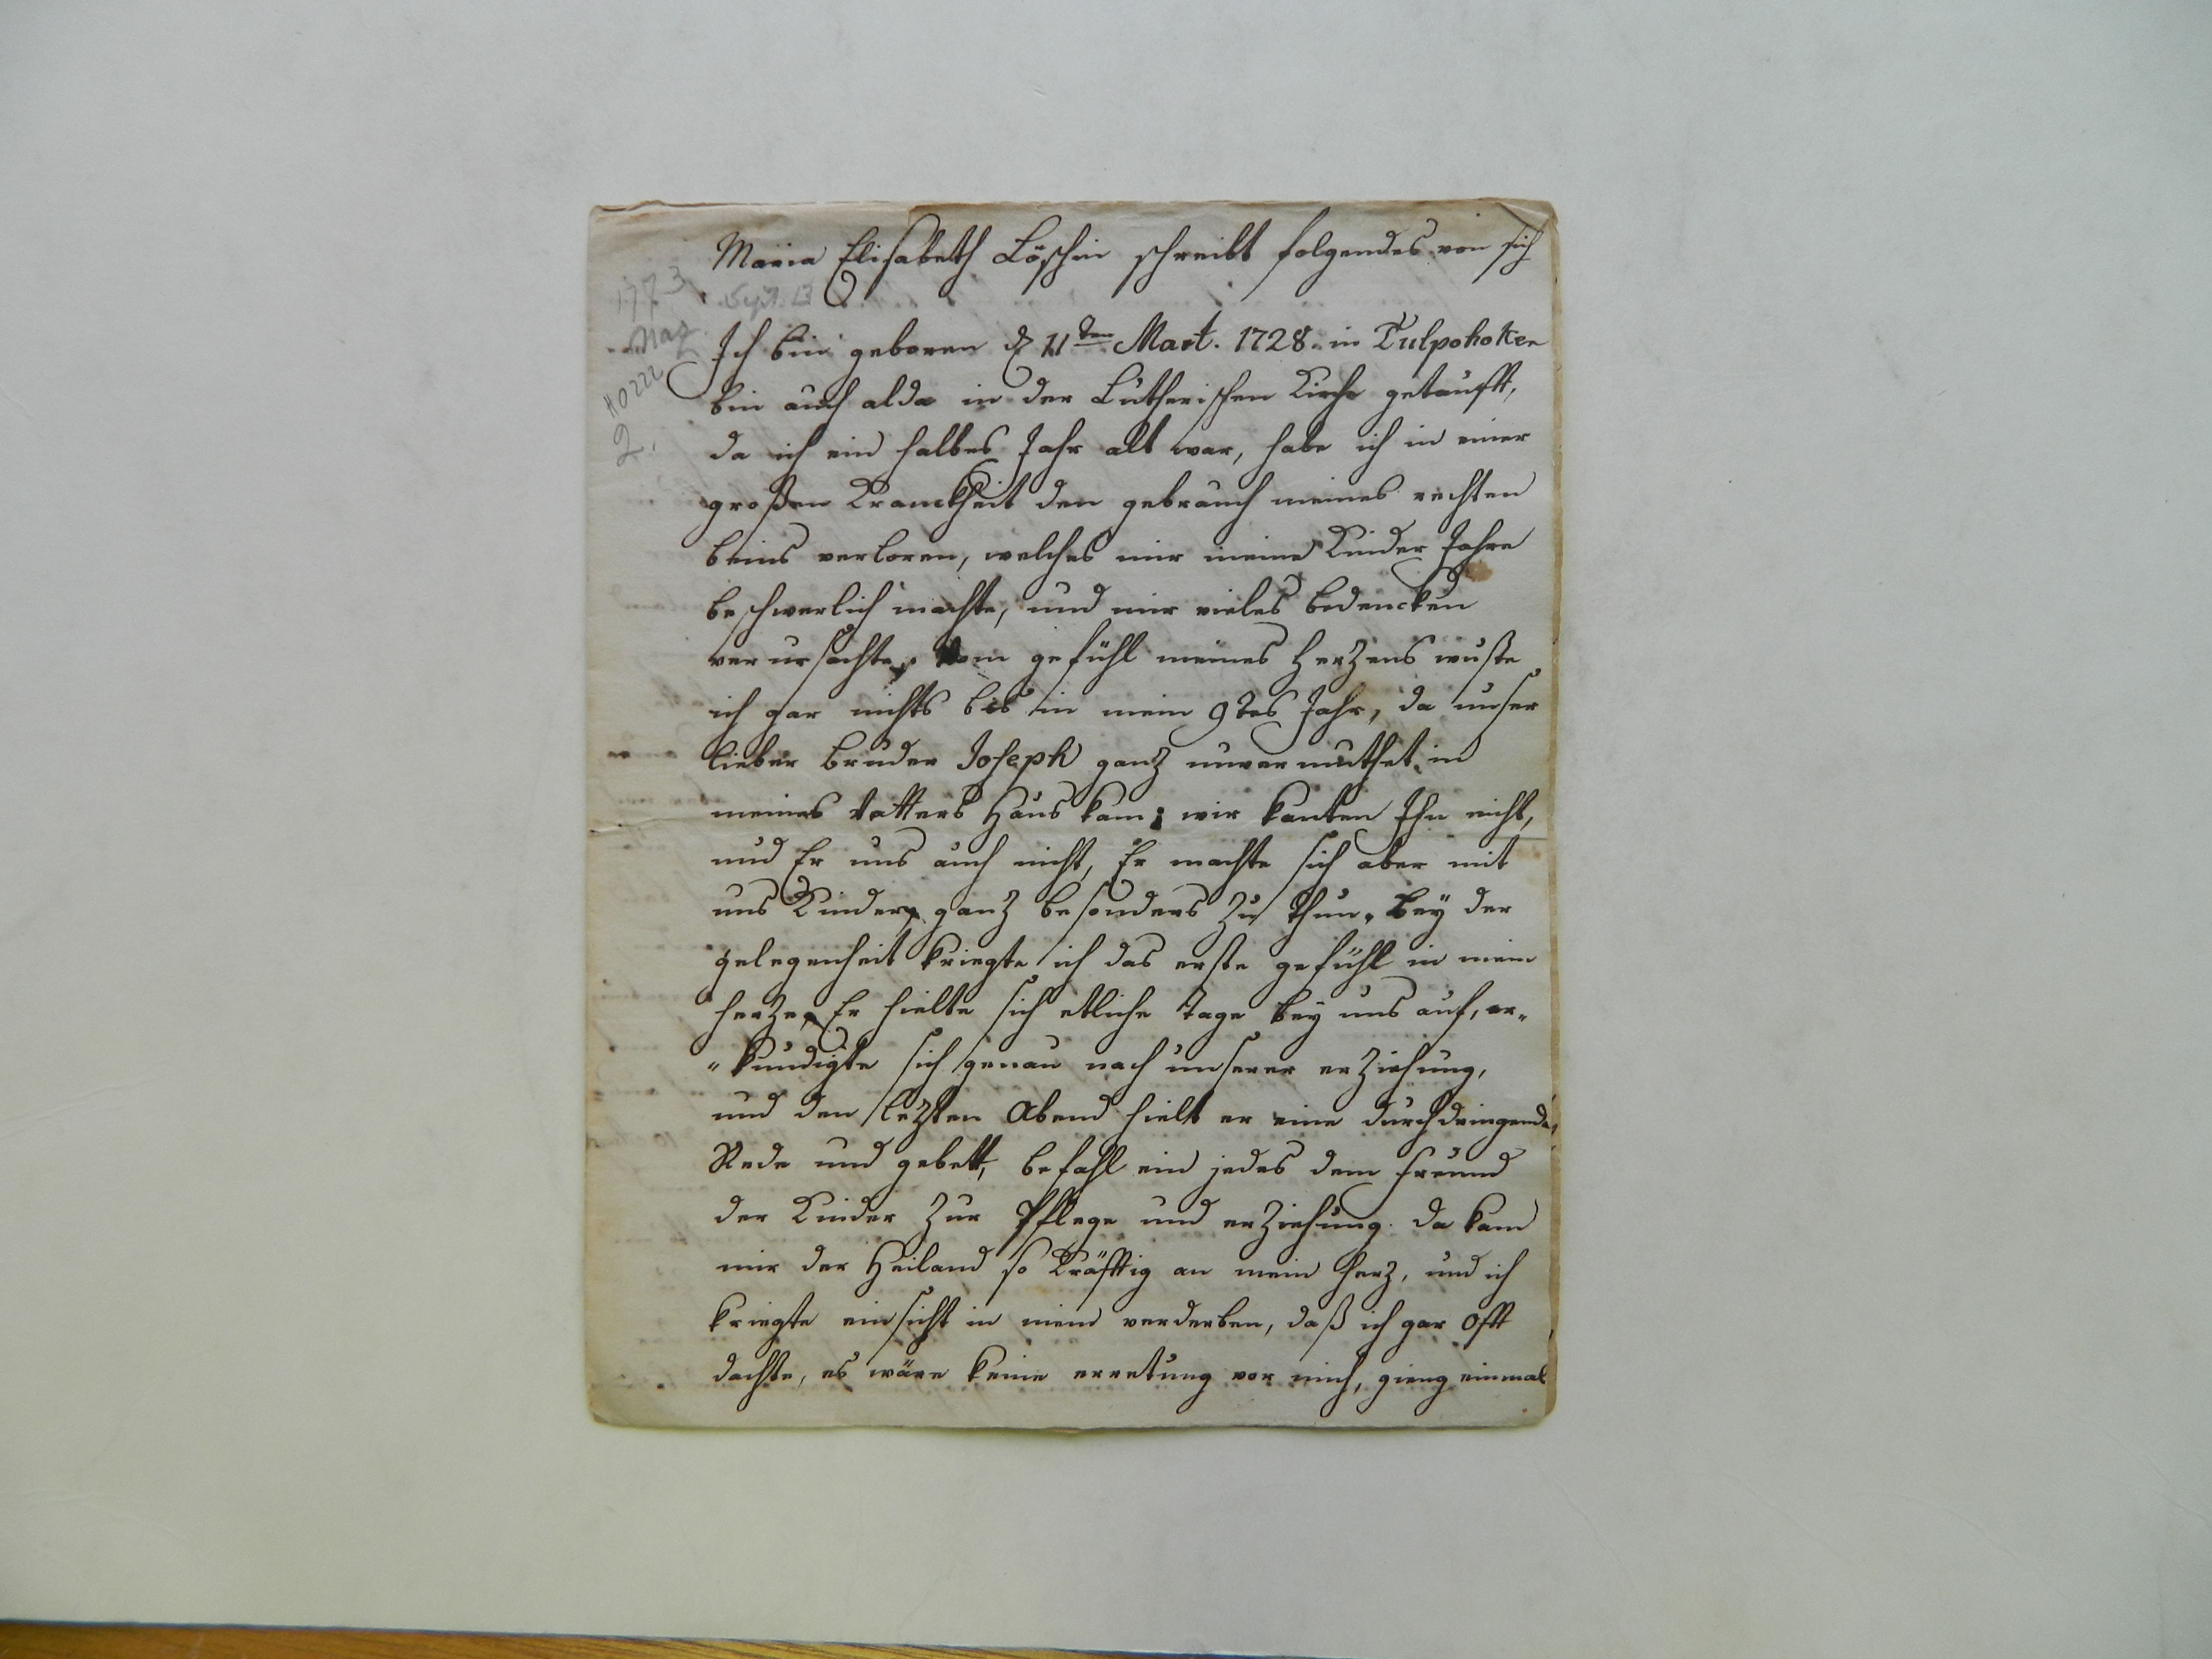 Maria Elisabeth Löschin schreibt folgendes von sich
1773 Sept. 13
Naz.
Ich bin geboren d 11ten Mart. 1728. in Tulpohoken
bin auch alda in der Lutherischen Kirche getaufft,
2.
da ich ein halbes Jahr alt war, habe ich in einer
großen Kranckheit den gebrauch meines rechten
beins verloren, welches mir meine Kinder Jahre
beschwerlich machte, und mir vieles bedencken
verursachte. Vom gefühl meines Herzens wuste
ich gar nichts bis in mein 9tes Jahr, da unser
lieber Bruder Joseph ganz unvermuthet in
meines Vatters Haus kam; wir kanten Ihn nicht,
und Er uns auch nicht, Er machte sich aber mit
uns Kinder ganz besonders zu thun. Bey der
gelegenheit kriegte ich das erste gefühl in mein
Herze, Er hielte sich etliche Tage bey uns auf, er„
„kundigte sich genau nach unserer erziehung,
und den lezten Abend hielt er eine durchdringende
Rede und gebett, befahl ein jedes dem Freund
der Kinder zur Pflege und erziehung. da kam
mir der Heiland so Kräfftig an mein Herz, und ich
kriegte einsicht in mein verderben, daß ich gar offt
dachte, es wäre keine erretung vor mich, gieng einmal